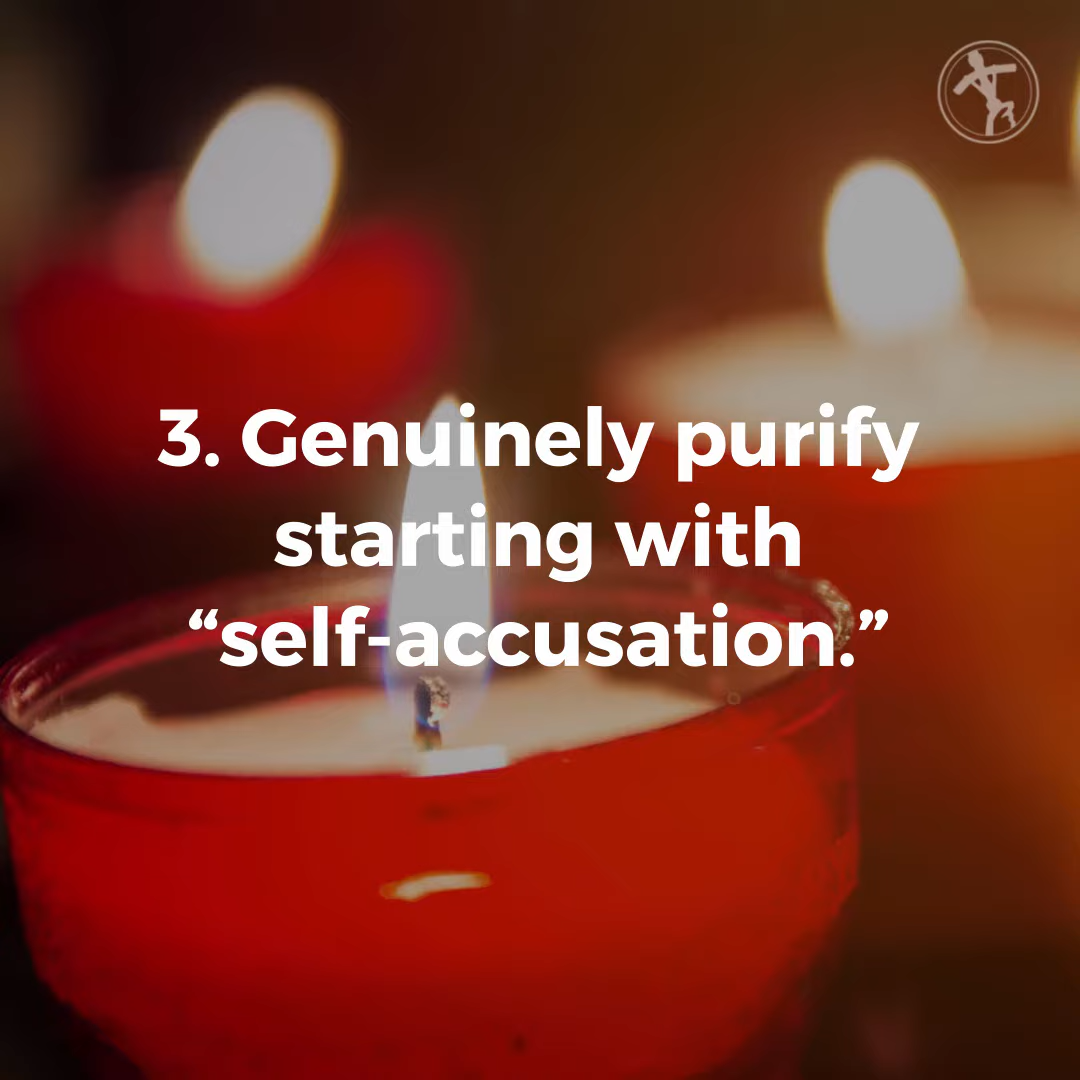 3. Genuinely purify
starting with
“self-accusation.”